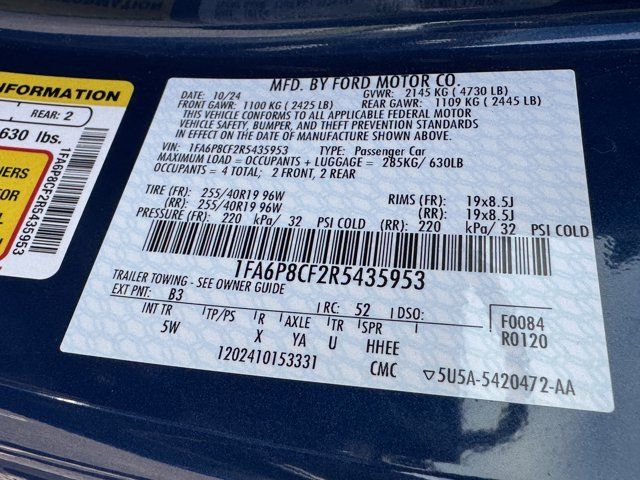 INFORMATION
REAR: 2
630 lbs.
1FA6P8CF2R5435953
MFD. BY FORD MOTOR CO.
DATE: 10/24 GVWR: 2145 KG ( 4730 LB)
FRONT GAWR: 1100 KG ( 2425 LB) REAR GAWR: 1109 KG ( 2445 LB)
THIS VEHICLE CONFORMS TO ALL APPLICABLE FEDERAL MOTOR
VEHICLE SAFETY, BUMPER, AND THEFT PREVENTION STANDARDS
IN EFFECT ON THE DATE OF MANUFACTURE SHOWN ABOVE.
VIN: 1FA6P8CF2R5435953 TYPE: Passenger Car
MAXIMUM LOAD = OCCUPANTS + LUGGAGE = 285KG/ 630LB
OCCUPANTS = 4 TOTAL; 2 FRONT, 2 REAR
TIRE (FR): 255/40R19 96W RIMS (FR): 19x8.5J
(RR): 255/40R19 96W (RR): 19x8.5J
PRESSURE (FR): 220 kPa/ 32 PSI COLD (RR): 220 kPa/ 32 PSI COLD
1FA6P8CF2R5435953
TRAILER TOWING - SEE OWNER GUIDE
EXT PNT: B3 RC: 52 DSO:
INT TR TP/PS R AXLE TR SPR F0084
5W X YA U HHEE R0120
1202410153331 CMC ▽5U5A-5420472-AA